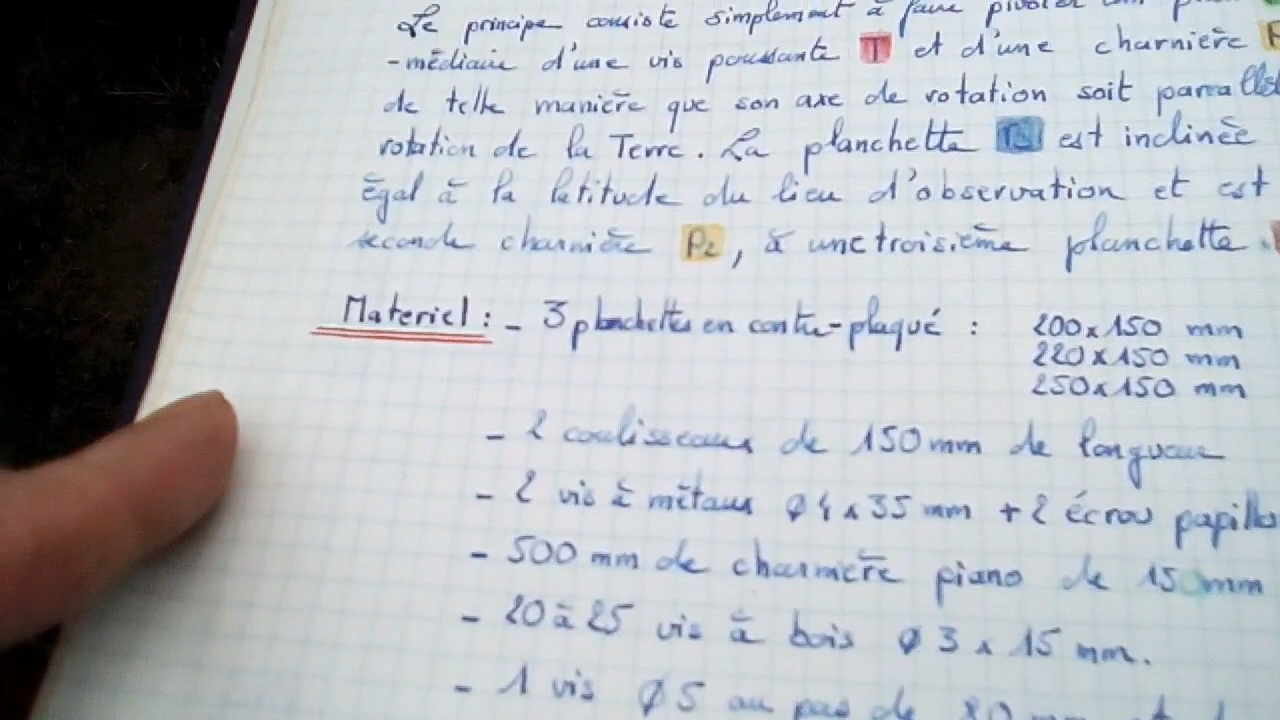 Le principe consiste simplement à faire pivoter
-médiaire d'une vis poussante T et d'une charnière
de telle manière que son axe de rotation soit
rotation de la Terre. La planchette est inclinée
égal à la latitude du lieu d'observation et est
seconde charnière P2, à une troisième planchette
Materiel : - 3 planchettes en contre-plaqué : 200x150 mm
220x150 mm
250x150 mm
- 2 coulisseaux de 150 mm de longueur
- 2 vis à métaux ø 4 x 35 mm + 2 écrou
- 500 mm de charnière piano de 15 mm
- 20 à 25 vis à bois ø 3 x 15 mm.
- 1 vis ø5 au pas de